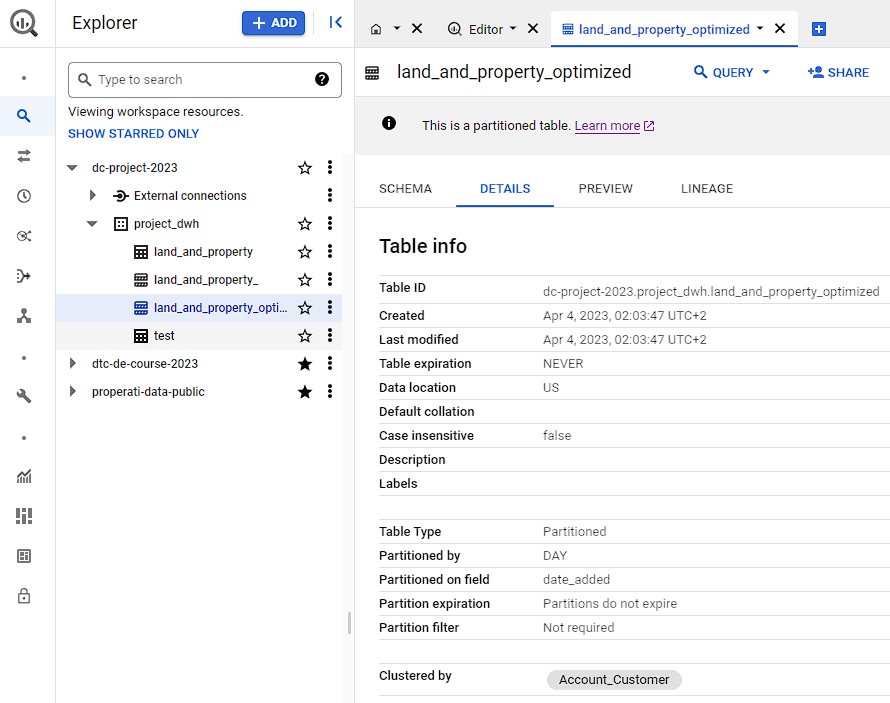 Explorer
+ ADD
Type to search
Viewing workspace resources.
SHOW STARRED ONLY
dc-project-2023
External connections
project_dwh
land_and_property
land_and_property_
land_and_property_opti...
test
dtc-de-course-2023
properati-data-public
Editor
land_and_property_optimized
land_and_property_optimized
QUERY
SHARE
This is a partitioned table. Learn more
SCHEMA DETAILS PREVIEW LINEAGE
Table info
Table ID dc-project-2023.project_dwh.land_and_property_optimized
Created Apr 4, 2023, 02:03:47 UTC+2
Last modified Apr 4, 2023, 02:03:47 UTC+2
Table expiration NEVER
Data location US
Default collation
Case insensitive false
Description
Labels
Table Type Partitioned
Partitioned by DAY
Partitioned on field date_added
Partition expiration Partitions do not expire
Partition filter Not required
Clustered by Account_Customer